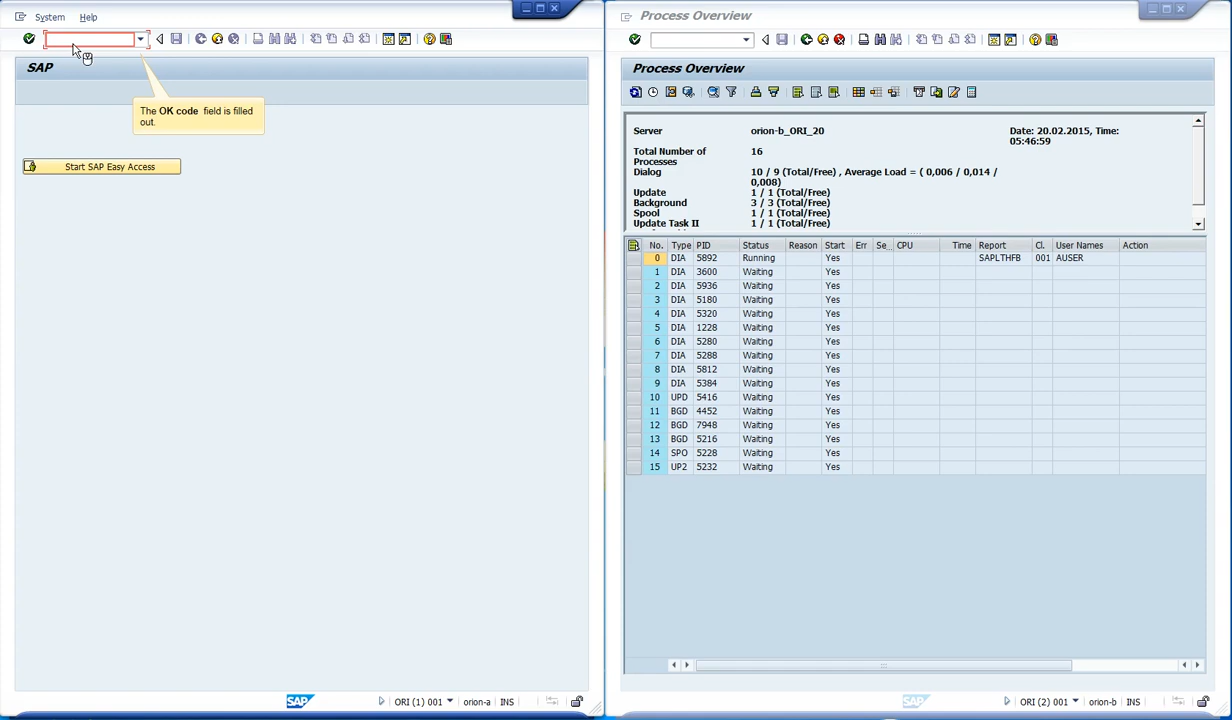 System Help
The OK code field is filled
out.
SAP
Start SAP Easy Access
SAP
ORI (1) 001 orion-a INS
Process Overview
Process Overview
Server orion-b_ORI_20 Date: 20.02.2015, Time:
05:46:59
Total Number of 16
Processes
Dialog 10 / 9 (Total/Free) , Average Load = ( 0,006 / 0,014 /
0,008)
Update 1 / 1 (Total/Free)
Background 3 / 3 (Total/Free)
Spool 1 / 1 (Total/Free)
Update Task II 1 / 1 (Total/Free)
No. Type PID Status Reason Start Err Se... CPU Time Report Cl. User Names Action
0 DIA 5892 Running Yes SAPLTHFB 001 AUSER
1 DIA 3600 Waiting Yes
2 DIA 5936 Waiting Yes
3 DIA 5180 Waiting Yes
4 DIA 5320 Waiting Yes
5 DIA 1228 Waiting Yes
6 DIA 5280 Waiting Yes
7 DIA 5288 Waiting Yes
8 DIA 5812 Waiting Yes
9 DIA 5384 Waiting Yes
10 UPD 5416 Waiting Yes
11 BGD 4452 Waiting Yes
12 BGD 7948 Waiting Yes
13 BGD 5216 Waiting Yes
14 SPO 5228 Waiting Yes
15 UP2 5232 Waiting Yes
SAP
ORI (2) 001 orion-b INS